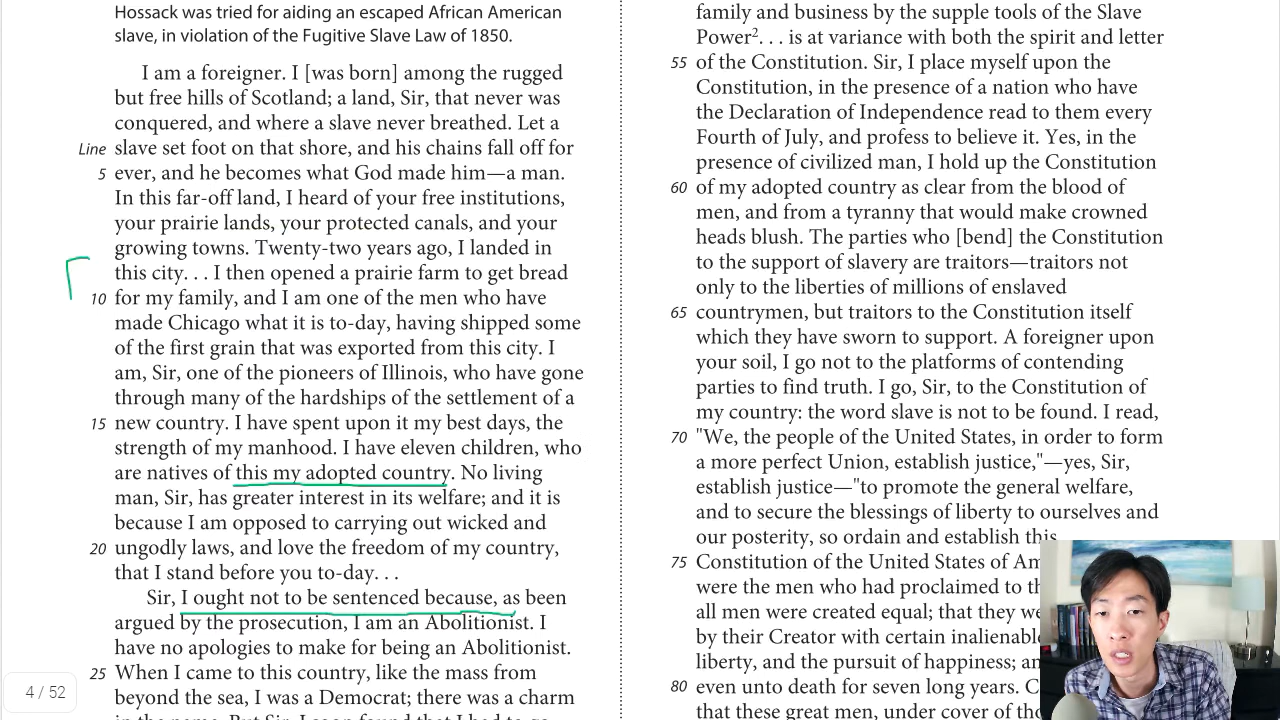 Hossack was tried for aiding an escaped African American
slave, in violation of the Fugitive Slave Law of 1850.
I am a foreigner. I [was born] among the rugged
but free hills of Scotland; a land, Sir, that never was
conquered, and where a slave never breathed. Let a
Line slave set foot on that shore, and his chains fall off for
5 ever, and he becomes what God made him—a man.
In this far-off land, I heard of your free institutions,
your prairie lands, your protected canals, and your
growing towns. Twenty-two years ago, I landed in
this city. . . I then opened a prairie farm to get bread
10 for my family, and I am one of the men who have
made Chicago what it is to-day, having shipped some
of the first grain that was exported from this city. I
am, Sir, one of the pioneers of Illinois, who have gone
through many of the hardships of the settlement of a
15 new country. I have spent upon it my best days, the
strength of my manhood. I have eleven children, who
are natives of this my adopted country. No living
man, Sir, has greater interest in its welfare; and it is
because I am opposed to carrying out wicked and
20 ungodly laws, and love the freedom of my country,
that I stand before you to-day. . .
Sir, I ought not to be sentenced because, as been
argued by the prosecution, I am an Abolitionist. I
have no apologies to make for being an Abolitionist.
25 When I came to this country, like the mass from
beyond the sea, I was a Democrat; there was a charm
in the name. But Sir, I soon found that I had to go
4 / 52
family and business by the supple tools of the Slave
Power2. . . is at variance with both the spirit and letter
55 of the Constitution. Sir, I place myself upon the
Constitution, in the presence of a nation who have
the Declaration of Independence read to them every
Fourth of July, and profess to believe it. Yes, in the
presence of civilized man, I hold up the Constitution
60 of my adopted country as clear from the blood of
men, and from a tyranny that would make crowned
heads blush. The parties who [bend] the Constitution
to the support of slavery are traitors—traitors not
only to the liberties of millions of enslaved
65 countrymen, but traitors to the Constitution itself
which they have sworn to support. A foreigner upon
your soil, I go not to the platforms of contending
parties to find truth. I go, Sir, to the Constitution of
my country: the word slave is not to be found. I read,
70 "We, the people of the United States, in order to form
a more perfect Union, establish justice,"—yes, Sir,
establish justice—"to promote the general welfare,
and to secure the blessings of liberty to ourselves and
our posterity, so ordain and establish this
75 Constitution of the United States of Am
were the men who had proclaimed to th
all men were created equal; that they we
by their Creator with certain inalienabl
liberty, and the pursuit of happiness; an
80 even unto death for seven long years. C
that these great men, under cover of tho